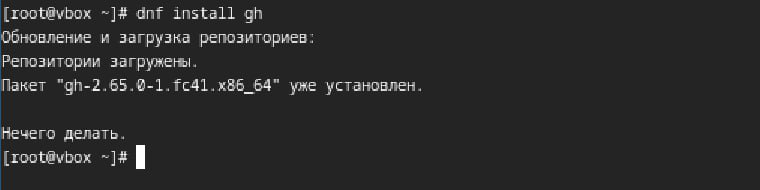 [root@vbox ~]# dnf install gh
Обновление и загрузка репозиториев:
Репозитории загружены.
Пакет "gh-2.65.0-1.fc41.x86_64" уже установлен.
Нечего делать.
[root@vbox ~]#